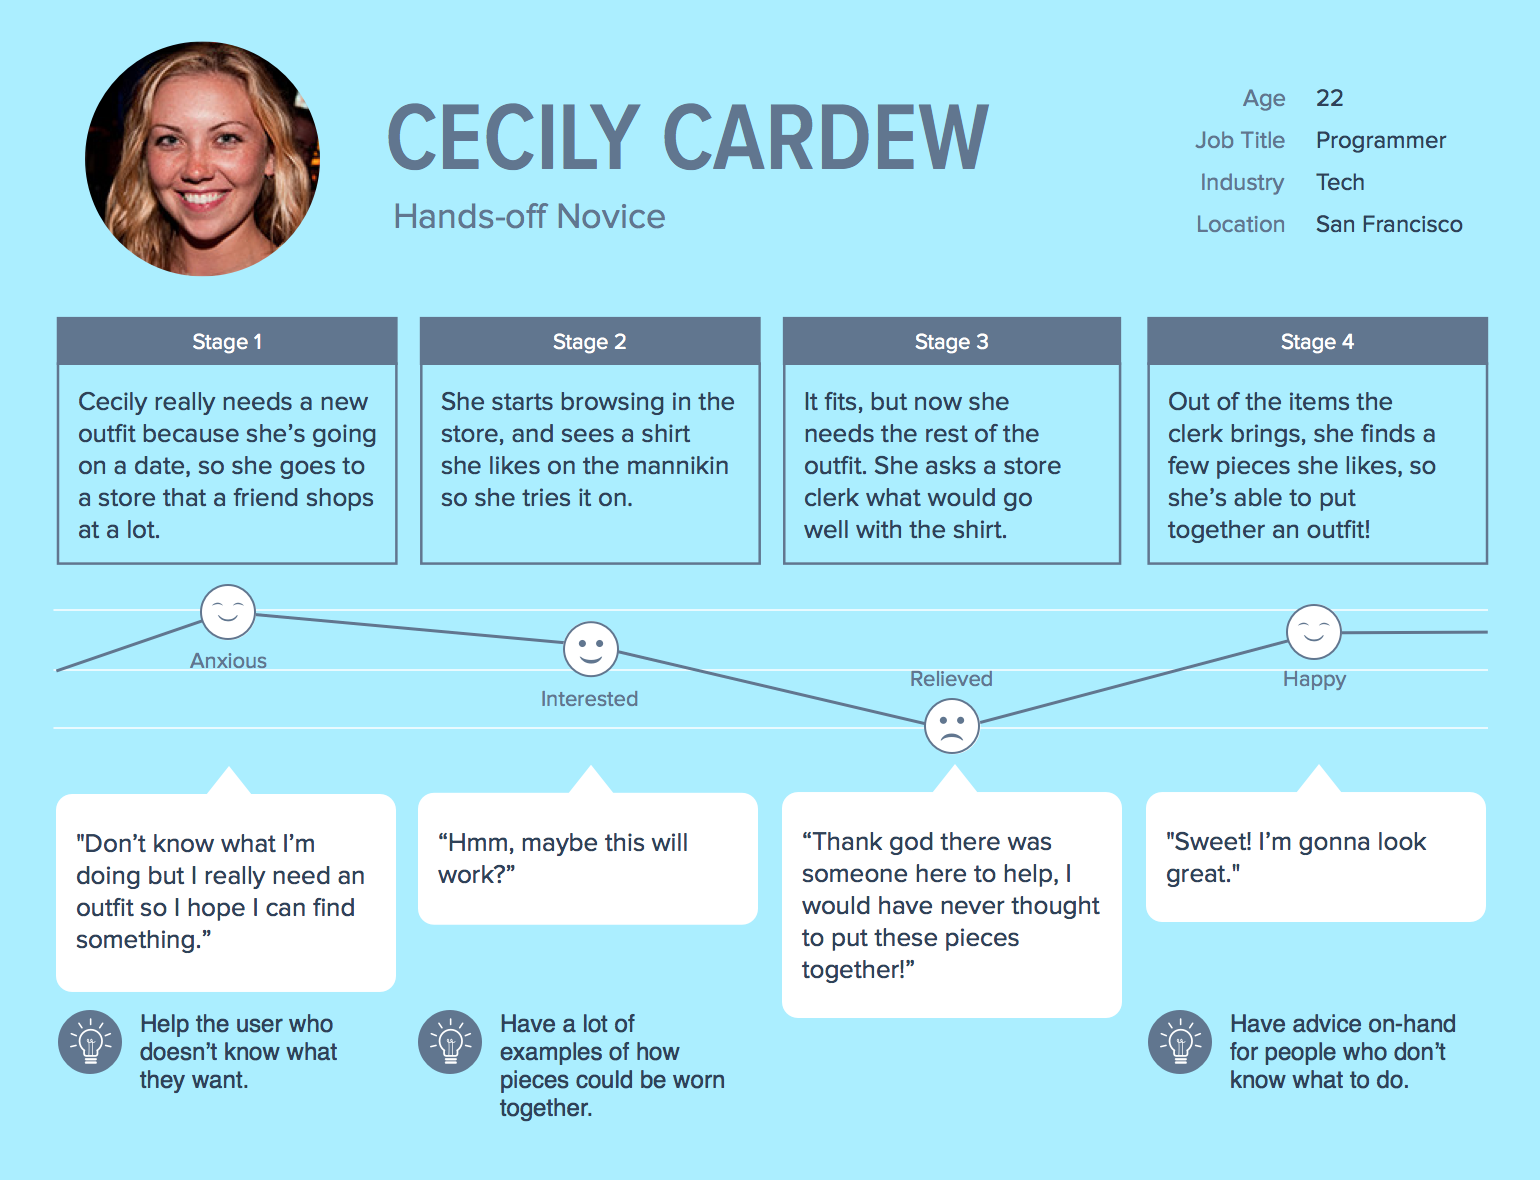 CECILY CARDEW
Hands-off Novice
Age 22
Job Title Programmer
Industry Tech
Location San Francisco
Stage 1
Cecily really needs a new
outfit because she’s going
on a date, so she goes to
a store that a friend shops
at a lot.
Stage 2
She starts browsing in the
store, and sees a shirt
she likes on the mannikin
so she tries it on.
Stage 3
It fits, but now she
needs the rest of the
outfit. She asks a store
clerk what would go
well with the shirt.
Stage 4
Out of the items the
clerk brings, she finds a
few pieces she likes, so
she’s able to put
together an outfit!
Anxious
Interested
Relieved
Happy
"Don’t know what I’m
doing but I really need an
outfit so I hope I can find
something.”
“Hmm, maybe this will
work?”
“Thank god there was
someone here to help, I
would have never thought
to put these pieces
together!”
"Sweet! I’m gonna look
great."
Help the user who
doesn’t know what
they want.
Have a lot of
examples of how
pieces could be worn
together.
Have advice on-hand
for people who don’t
know what to do.